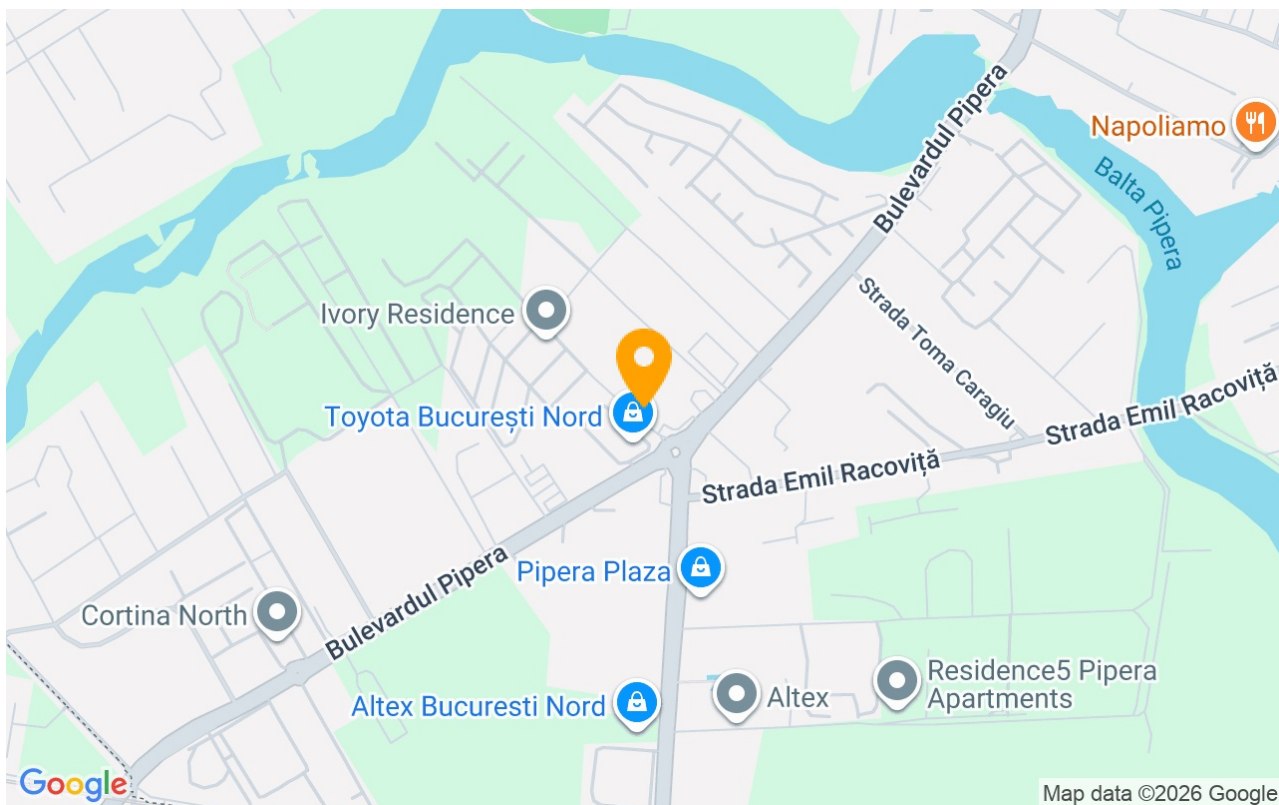 Bulevardul Pipera
Napoliamo
Balta Pipera
Ivory Residence
Strada Toma Caragiu
Toyota București Nord
Strada Emil Racoviță
Strada Emil Racoviță
Bulevardul Pipera
Pipera Plaza
Cortina North
Residence5 Pipera
Apartments
Altex
Altex Bucuresti Nord
Google
Map data ©2026 Google